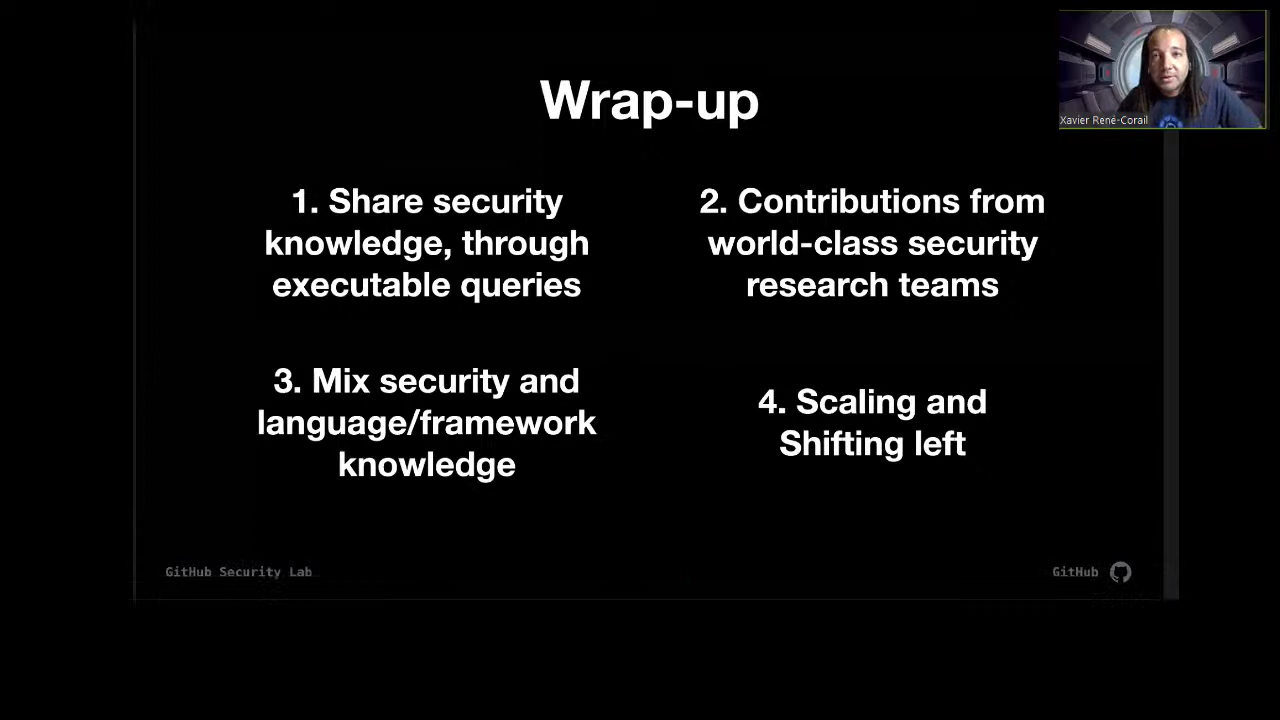 Wrap-up
1. Share security
knowledge, through
executable queries
2. Contributions from
world-class security
research teams
3. Mix security and
language/framework
knowledge
4. Scaling and
Shifting left
GitHub Security Lab
GitHub
Xavier René-Corail